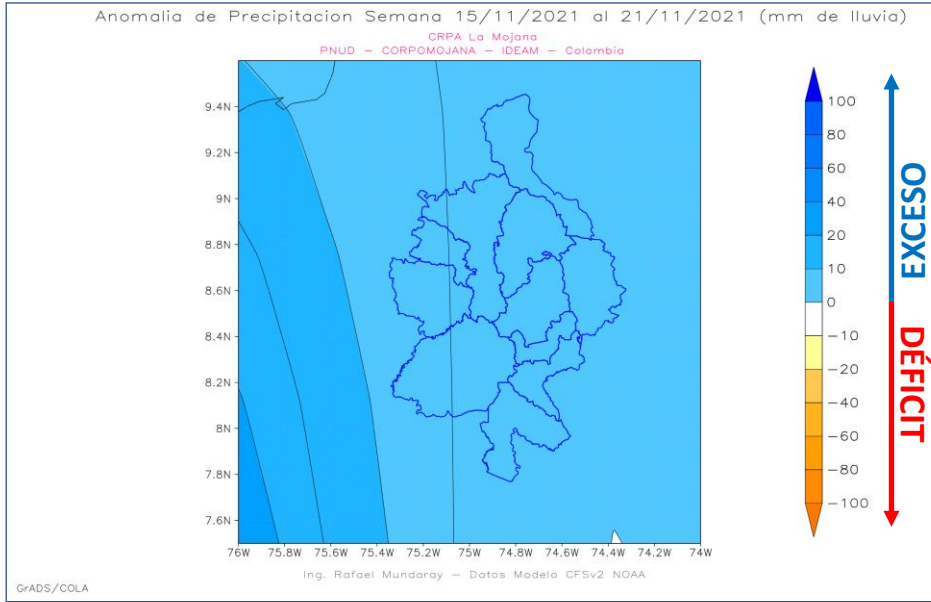 Anomalia de Precipitacion Semana 15/11/2021 al 21/11/2021 (mm de lluvia)
CRPA La Mojana
PNUD – CORPOMOJANA – IDEAM – Colombia
9.4N
9.2N
9N
8.8N
8.6N
8.4N
8.2N
8N
7.8N
7.6N
76W 75.8W 75.6W 75.4W 75.2W 75W 74.8W 74.6W 74.4W 74.2W 74W
100
80
60
40
20
10
0
−10
−20
−40
−60
−80
−100
EXCESO
DÉFICIT
Ing. Rafael Mundaray – Datos Modelo CFSv2 NOAA
GrADS/COLA